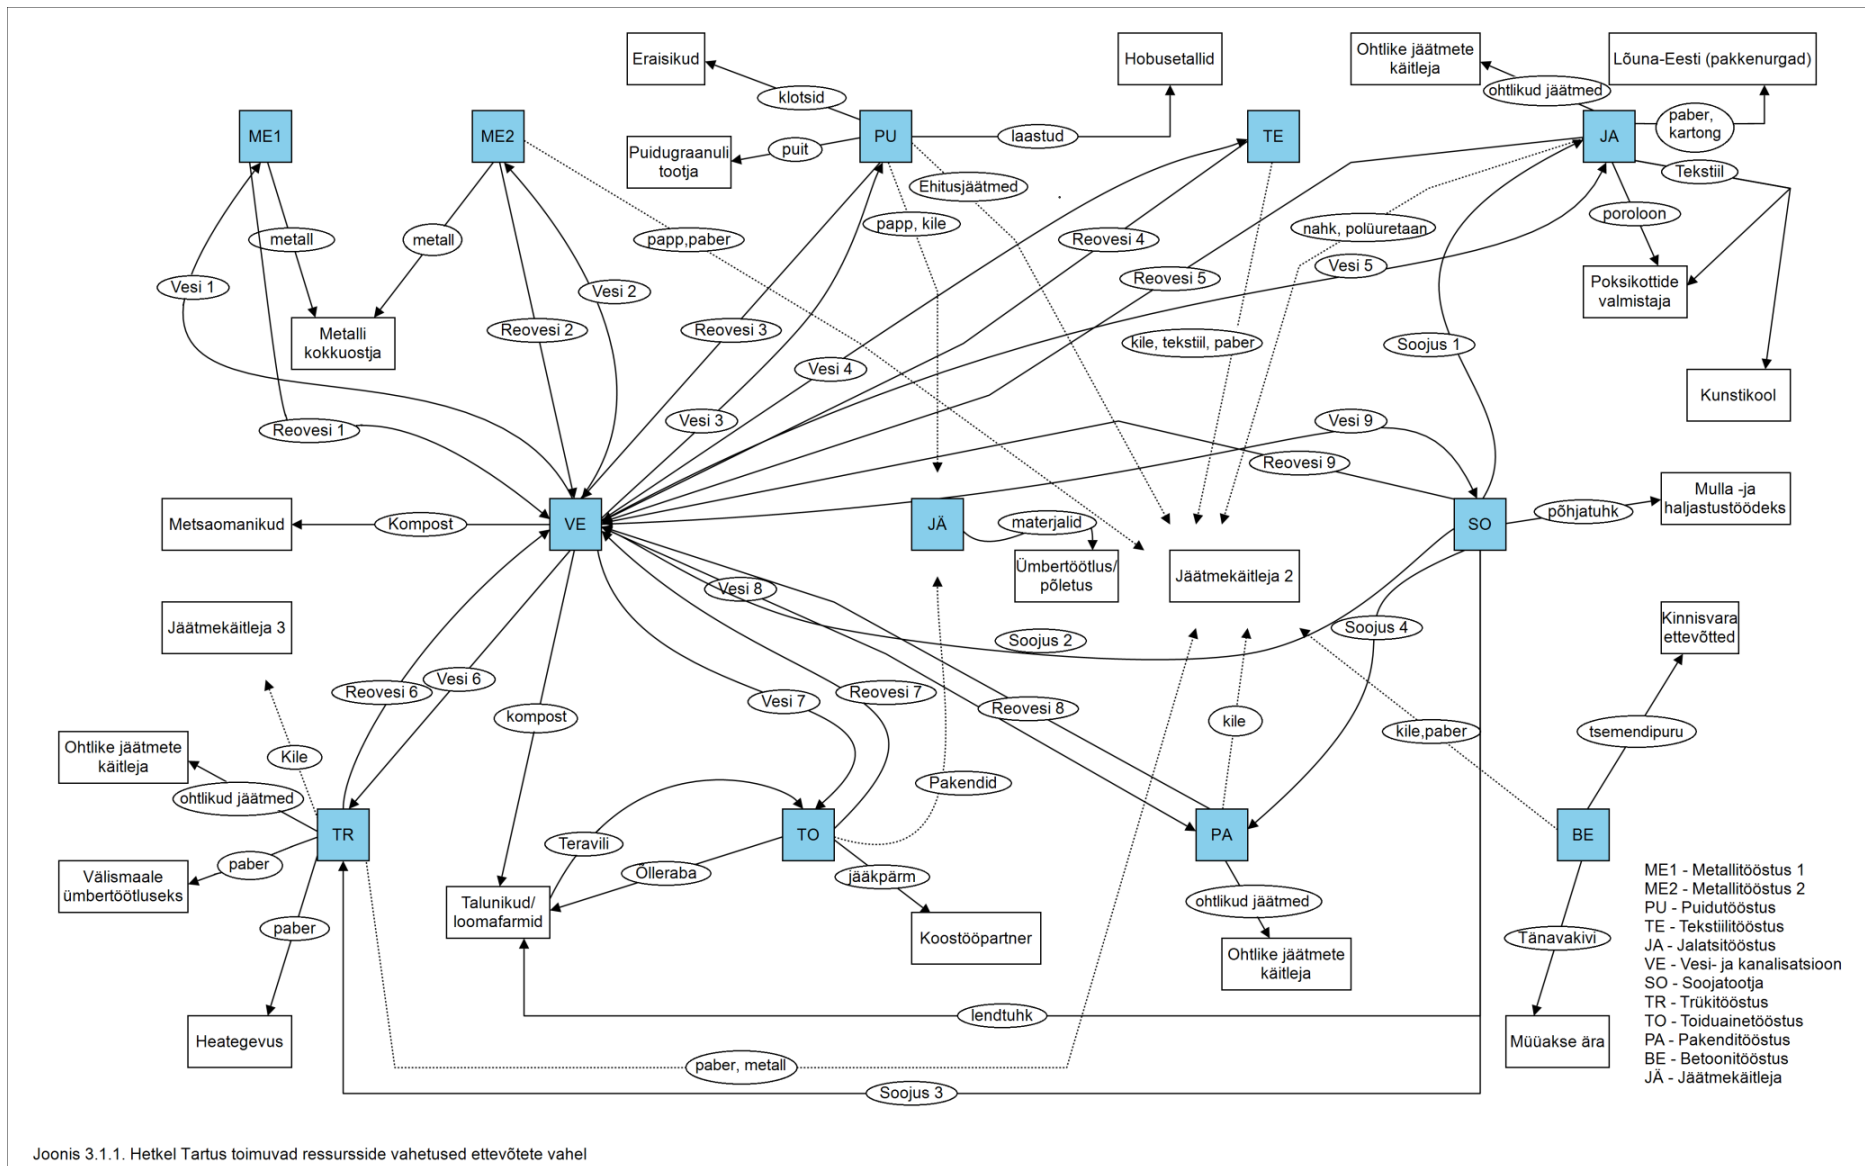 Eraisikud
Hobusetallid
Ohtlike jäätmete
käitleja
Lõuna-Eesti (pakkenurgad)
klotsid
ohtlikud jäätmed
ME1
ME2
PU
laastud
TE
JA
paber,
kartong
Puidugraanuli
tootja
puit
Tekstiil
Ehitusjäätmed
poroloon
metall
metall
papp,paber
papp, kile
Reovesi 4
nahk, polüuretaan
Vesi 1
Vesi 2
Reovesi 5
Vesi 5
Poksikottide
valmistaja
Metalli
kokkuostja
Reovesi 2
Reovesi 3
kile, tekstiil, paber
Soojus 1
Vesi 4
Kunstikool
Reovesi 1
Vesi 3
Vesi 9
Reovesi 9
Metsaomanikud
Kompost
VE
JÄ
materjalid
SO
põhjatuhk
Mulla -ja
haljastustöödeks
Ümbertöötlus/
põletus
Jäätmekäitleja 2
Vesi 8
Jäätmekäitleja 3
Soojus 2
Soojus 4
Kinnisvara
ettevõtted
Reovesi 6
Vesi 6
Vesi 7
Reovesi 7
Reovesi 8
kompost
kile
kile,paber
tsemendipuru
Ohtlike jäätmete
käitleja
Kile
Pakendid
ohtlikud jäätmed
TR
Teravili
TO
PA
BE
paber
Õlleraba
jääkpärm
Välismaale
ümbertöötluseks
Talunikud/
loomafarmid
ohtlikud jäätmed
paber
Koostööpartner
Tänavakivi
Ohtlike jäätmete
käitleja
lendtuhk
Heategevus
Müüakse ära
paber, metall
Soojus 3
ME1 - Metallitööstus 1
ME2 - Metallitööstus 2
PU - Puidutööstus
TE - Tekstiilitööstus
JA - Jalatsitööstus
VE - Vesi- ja kanalisatsioon
SO - Soojatootja
TR - Trükitööstus
TO - Toiduainetööstus
PA - Pakenditööstus
BE - Betoonitööstus
JÄ - Jäätmekäitleja
Joonis 3.1.1. Hetkel Tartus toimuvad ressursside vahetused ettevõtete vahel